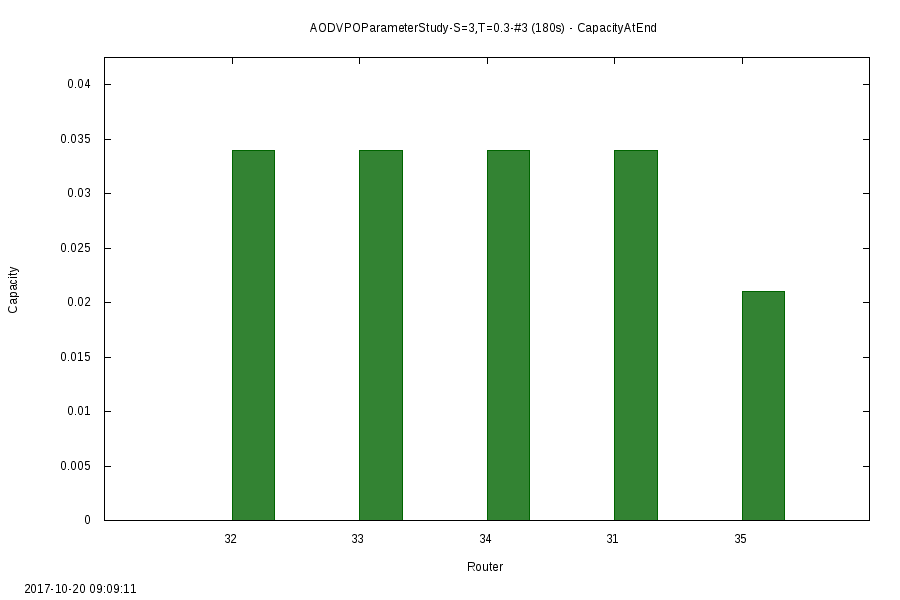 AODVPOParameterStudy-S=3,T=0.3-#3 (180s) - CapacityAtEnd
0.04
0.035
0.03
0.025
0.02
0.015
0.01
0.005
0
Capacity
32 33 34 31 35
Router
2017-10-20 09:09:11